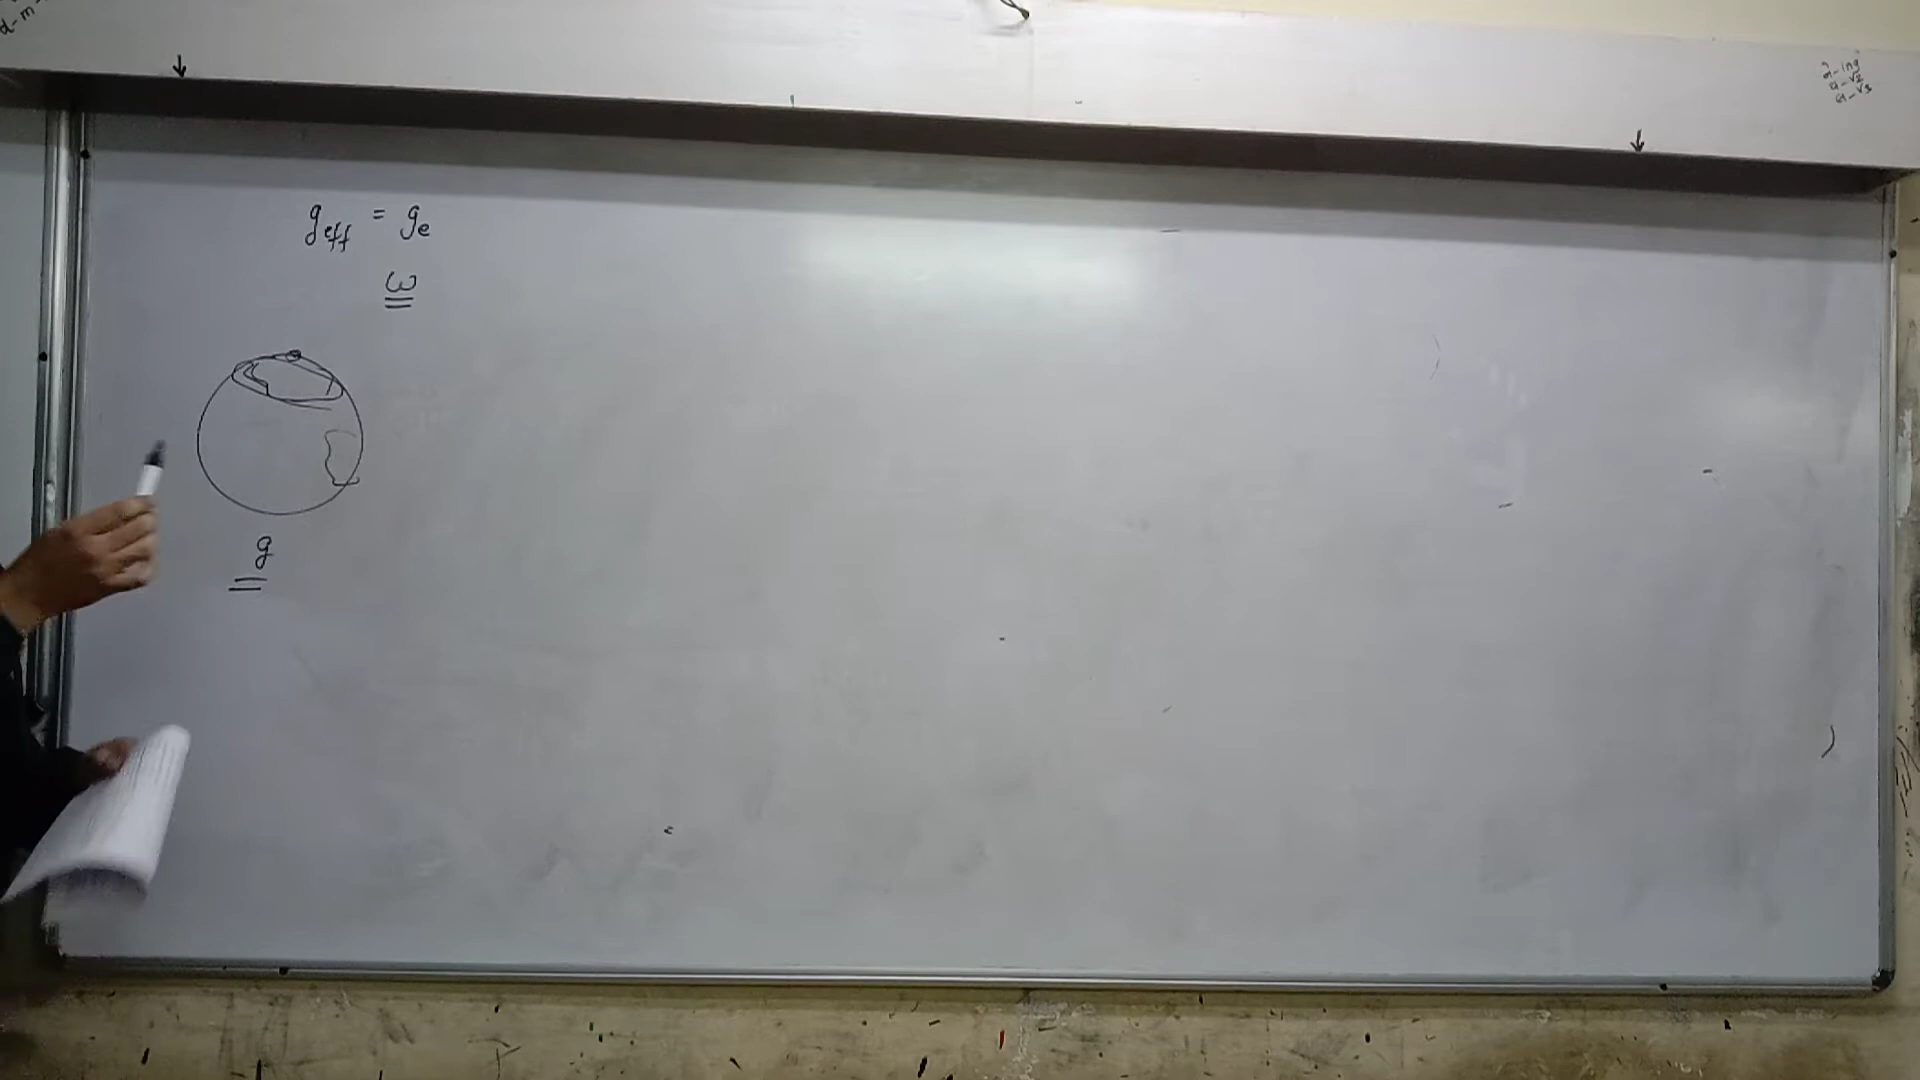 d-m
g_eff = g_e
ω
g